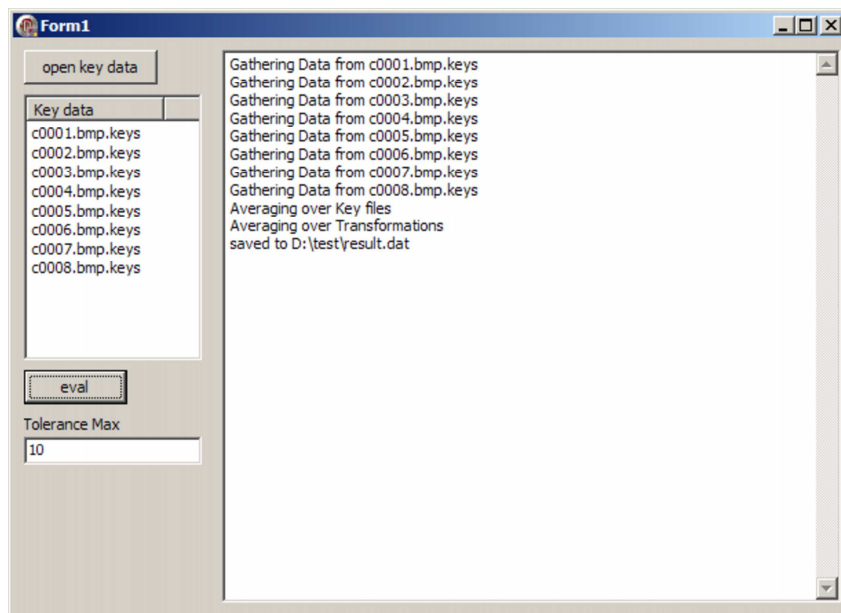 Form1
open key data
Key data
c0001.bmp.keys
c0002.bmp.keys
c0003.bmp.keys
c0004.bmp.keys
c0005.bmp.keys
c0006.bmp.keys
c0007.bmp.keys
c0008.bmp.keys
eval
Tolerance Max
10
Gathering Data from c0001.bmp.keys
Gathering Data from c0002.bmp.keys
Gathering Data from c0003.bmp.keys
Gathering Data from c0004.bmp.keys
Gathering Data from c0005.bmp.keys
Gathering Data from c0006.bmp.keys
Gathering Data from c0007.bmp.keys
Gathering Data from c0008.bmp.keys
Averaging over Key files
Averaging over Transformations
saved to D:\test\result.dat